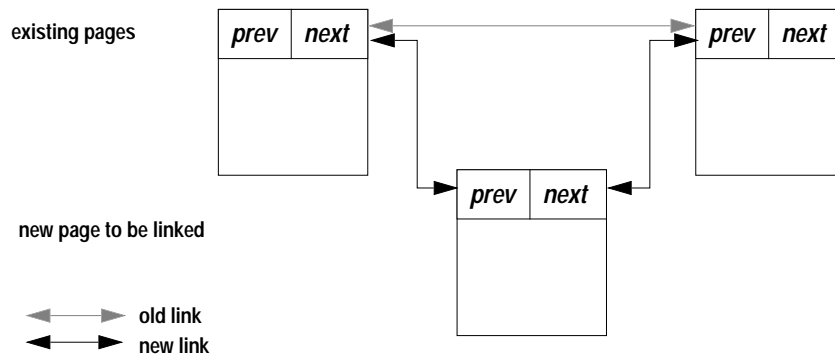 existing pages
prev next
prev next
prev next
new page to be linked
old link
new link